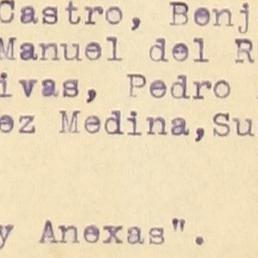 Castro, Benj
Manuel del R
ivas, Pedro
ez Medina,Su
y Anexas".